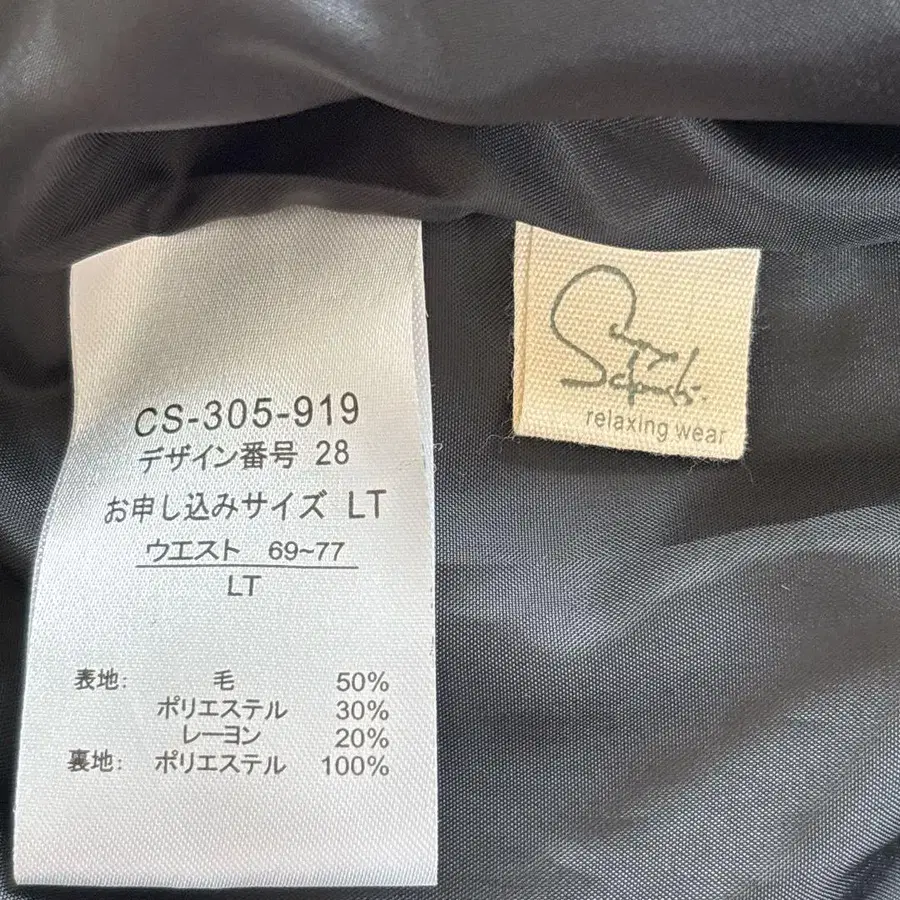 CS-305-919
デザイン番号 28
お申し込みサイズ LT
ウエスト 69~77
LT
表地: 毛 50%
ポリエステル 30%
レーヨン 20%
裏地: ポリエステル 100%
relaxing wear